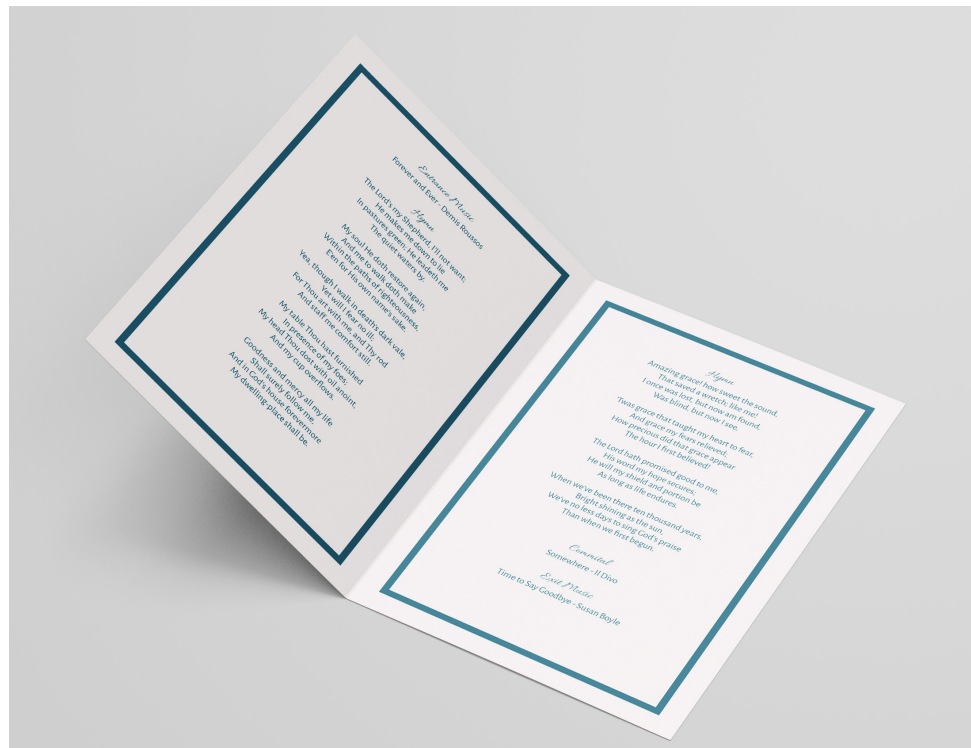 Entrance Music
Forever and Ever - Demis Roussos
Hymn
The Lord's my Shepherd, I'll not want;
He makes me down to lie
In pastures green; He leadeth me
The quiet waters by.
My soul He doth restore again,
And me to walk doth make
Within the paths of righteousness,
E'en for His own name's sake.
Yea, though I walk in death's dark vale,
Yet will I fear no ill;
For Thou art with me, and Thy rod
And staff me comfort still.
My table Thou hast furnished
In presence of my foes;
My head Thou dost with oil anoint,
And my cup overflows.
Goodness and mercy all my life
Shall surely follow me,
And in God's house forevermore
My dwelling-place shall be.
Hymn
Amazing grace! how sweet the sound,
That saved a wretch; like me!
I once was lost, but now am found,
Was blind, but now I see.
'Twas grace that taught my heart to fear,
And grace my fears relieved;
How precious did that grace appear
The hour I first believed!
The Lord hath promised good to me,
His word my hope secures;
He will my shield and portion be
As long as life endures.
When we've been there ten thousand years,
Bright shining as the sun,
We've no less days to sing God's praise
Than when we first begun.
Commital
Somewhere - Il Divo
Exit Music
Time to Say Goodbye - Susan Boyle